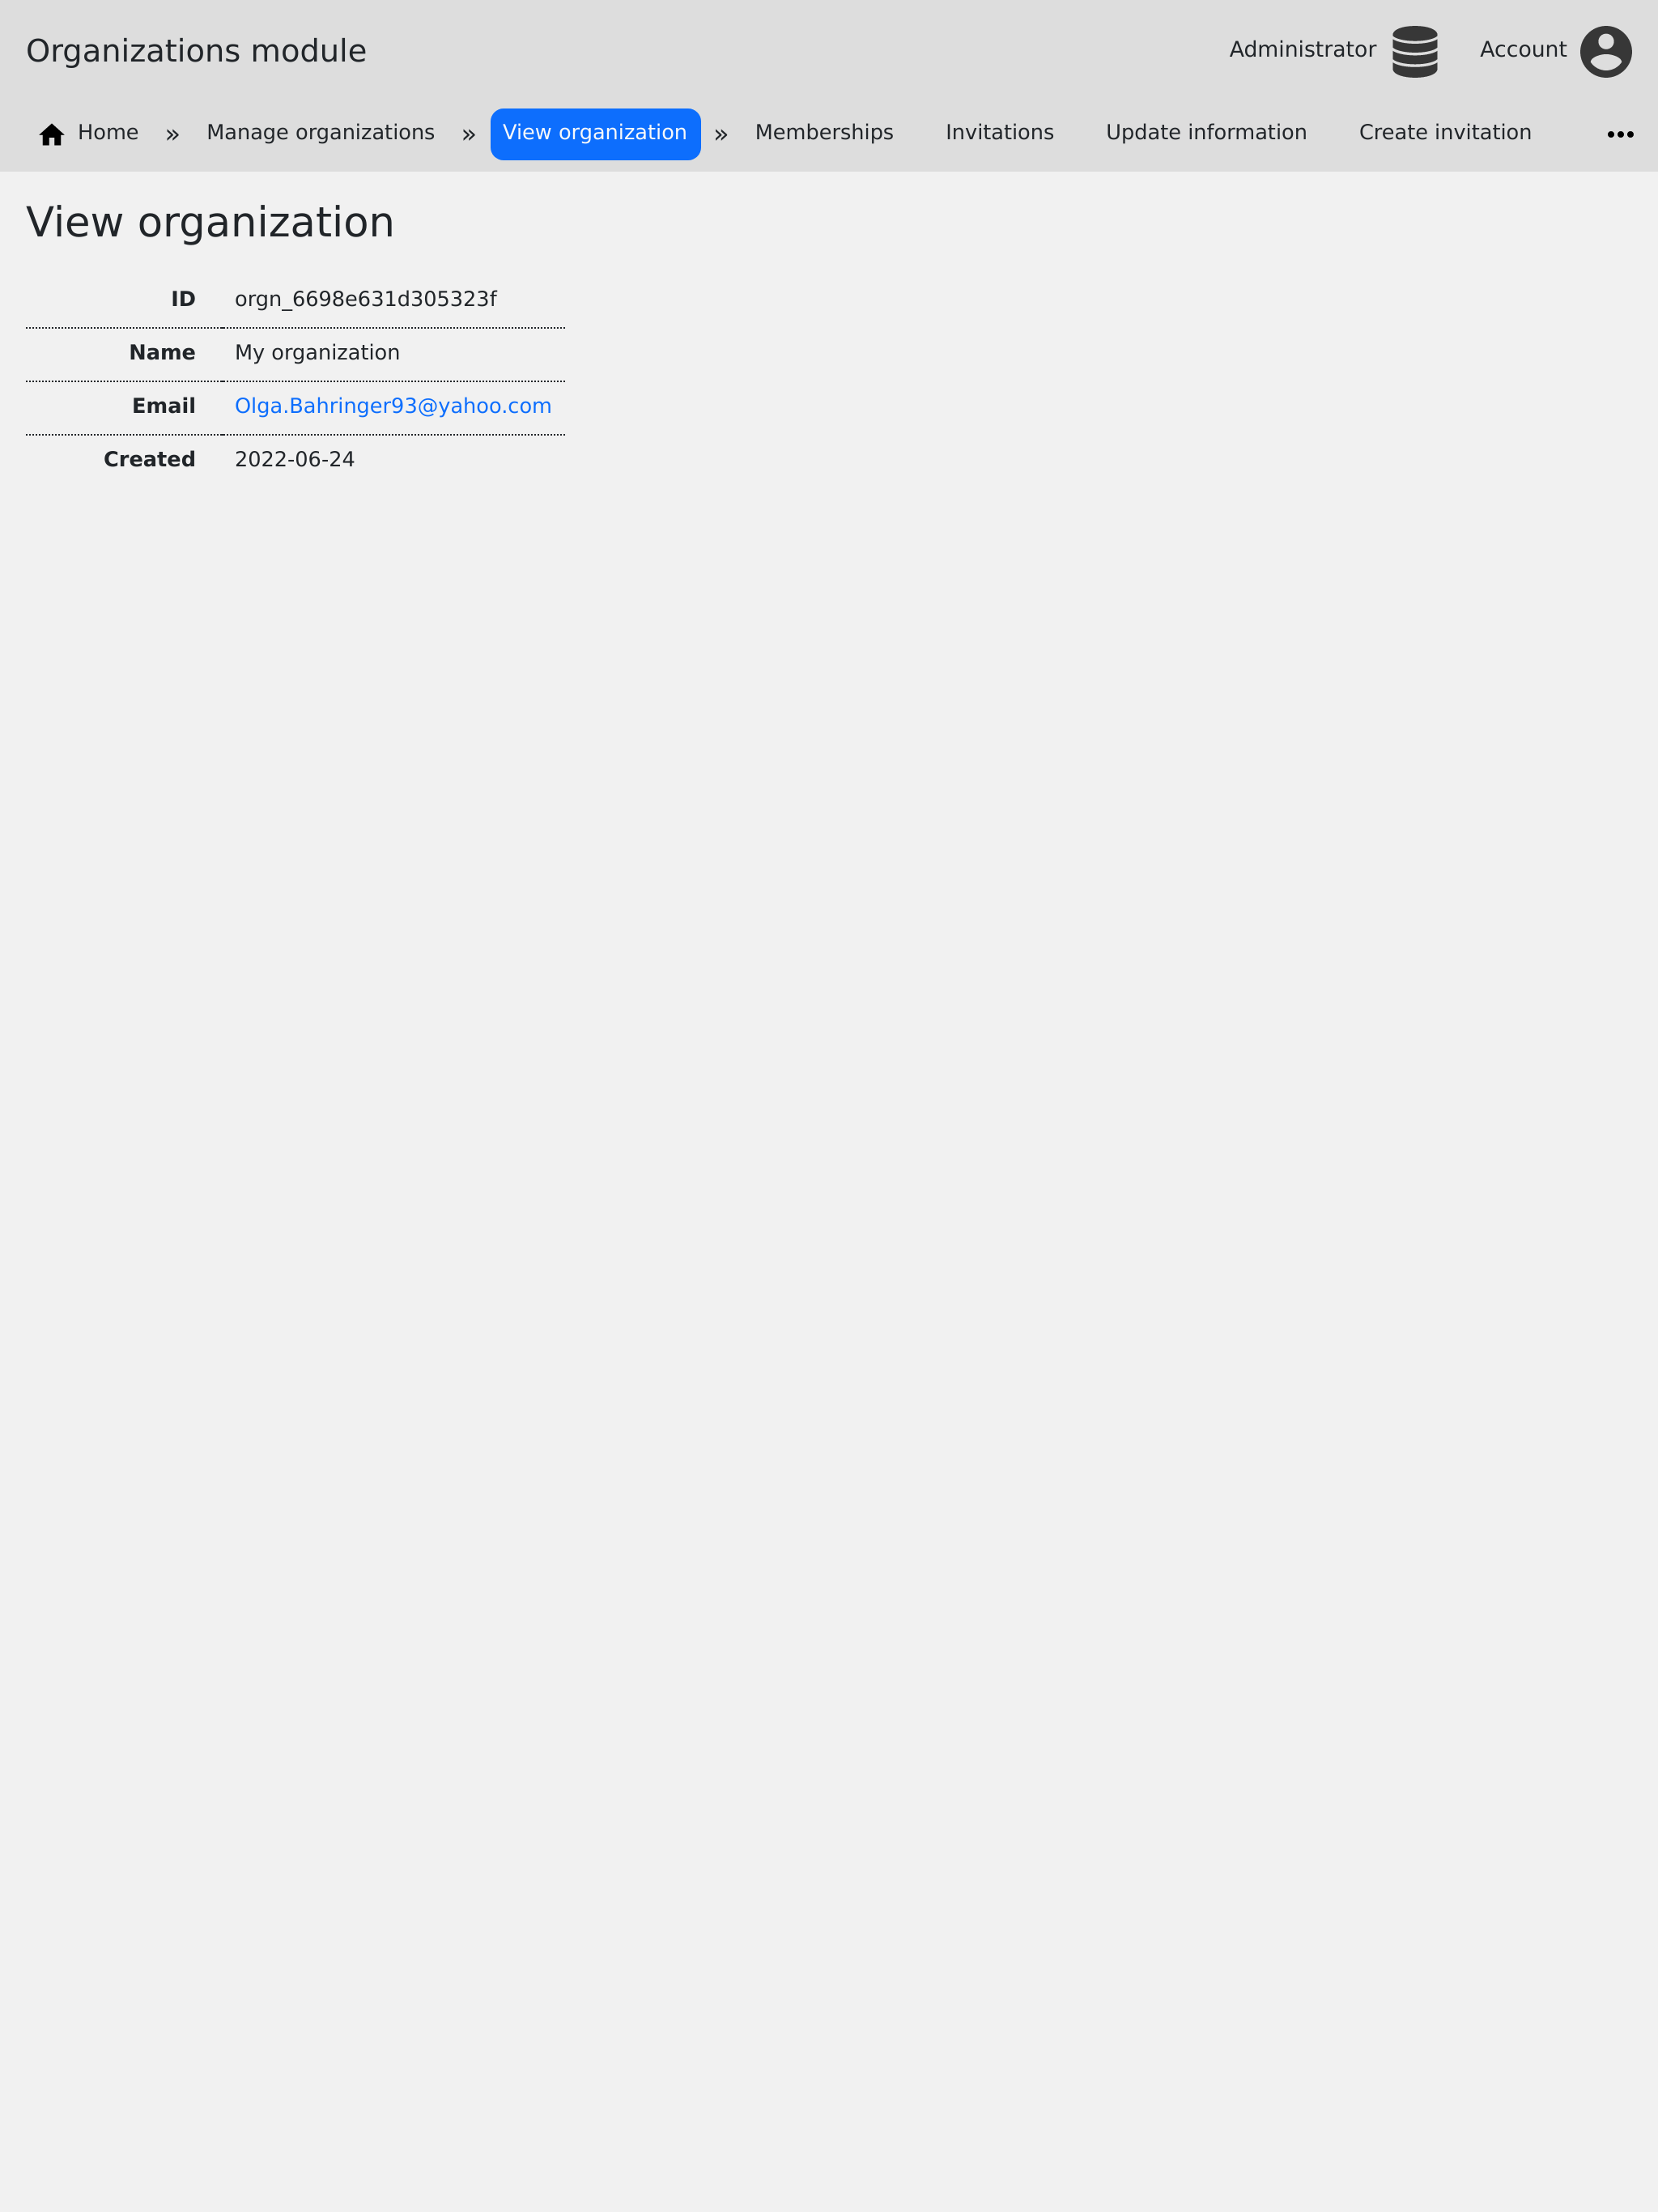 Organizations module
Administrator
Account
Home » Manage organizations » View organization » Memberships Invitations Update information Create invitation •••
View organization
ID orgn_6698e631d305323f
Name My organization
Email Olga.Bahringer93@yahoo.com
Created 2022-06-24